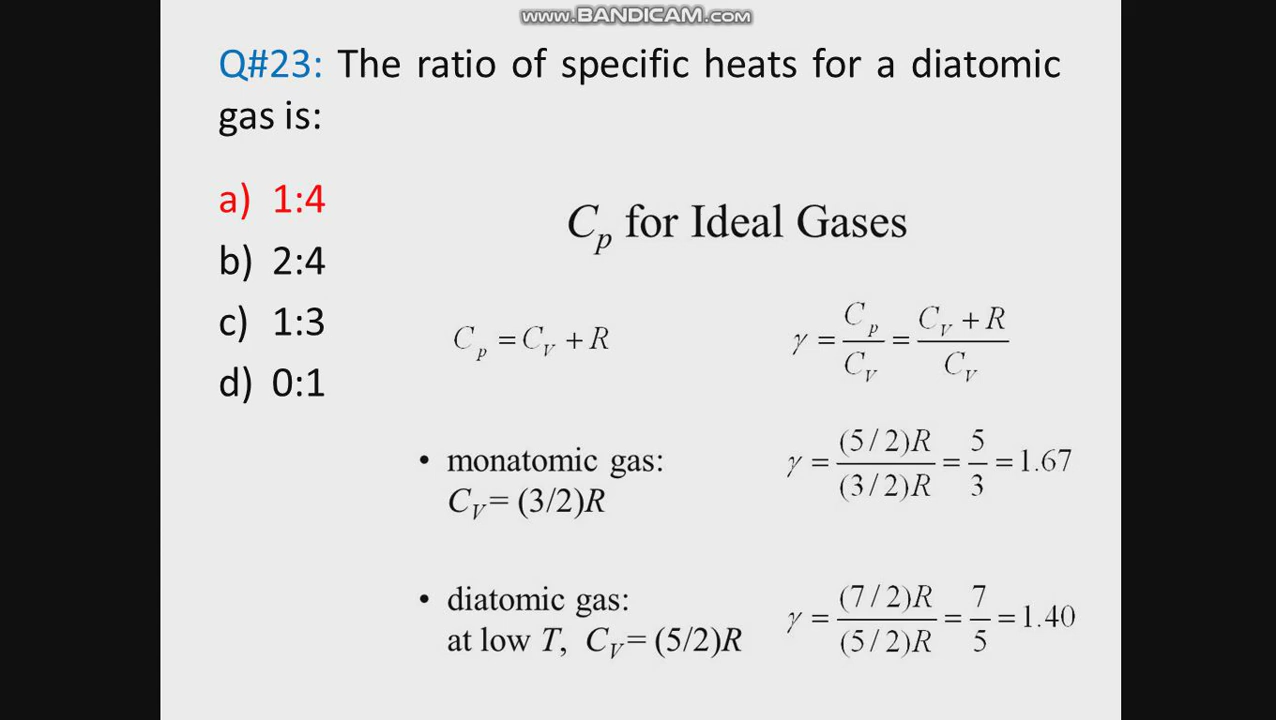 www.BANDICAM.com
Q#23: The ratio of specific heats for a diatomic
gas is:
a) 1:4
b) 2:4
c) 1:3
d) 0:1
C_p for Ideal Gases
C_p = C_V + R
γ = C_p / C_V = (C_V + R) / C_V
• monatomic gas:
C_V = (3/2)R
γ = (5/2)R / (3/2)R = 5/3 = 1.67
• diatomic gas:
at low T, C_V = (5/2)R
γ = (7/2)R / (5/2)R = 7/5 = 1.40